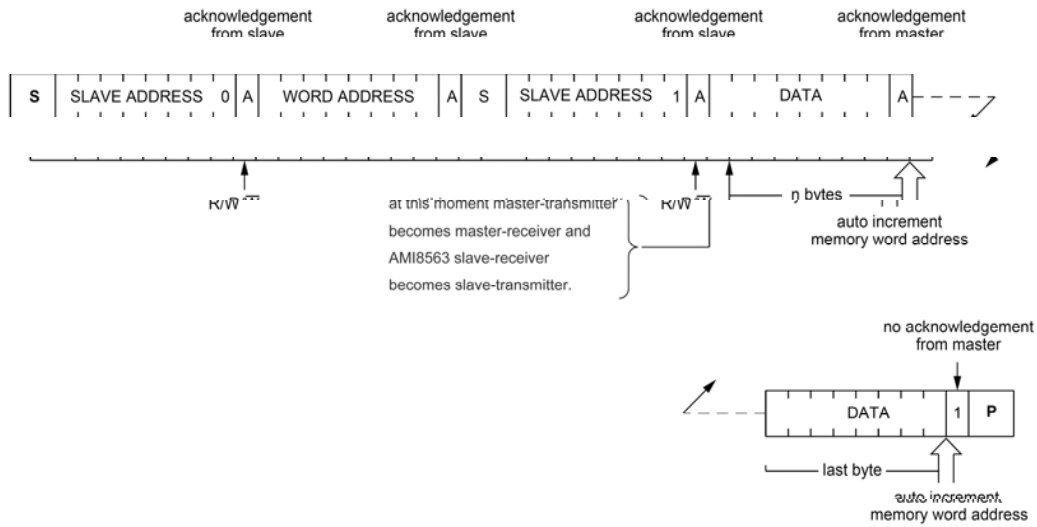 acknowledgement acknowledgement acknowledgement acknowledgement
from slave from slave from slave from master
S SLAVE ADDRESS 0 A WORD ADDRESS A S SLAVE ADDRESS 1 A DATA A
R/W at this moment master-transmitter R/W n bytes
becomes master-receiver and
AMI8563 slave-receiver
becomes slave-transmitter.
auto increment
memory word address
no acknowledgement
from master
DATA 1 P
last byte
auto increment
memory word address